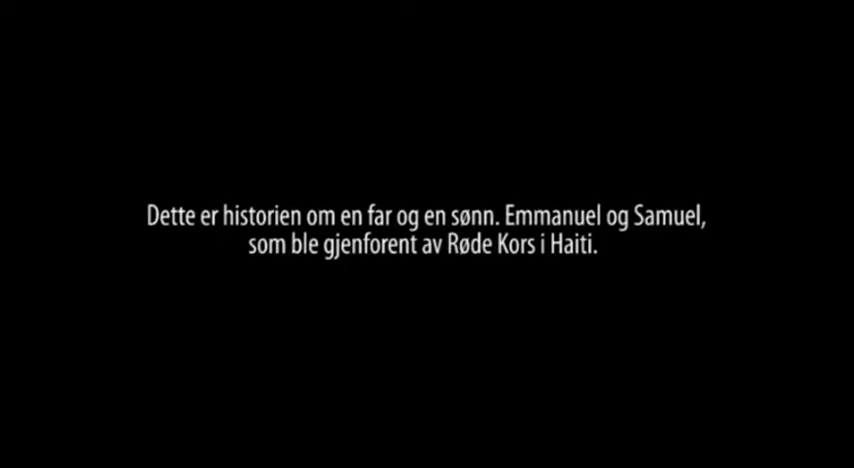 Dette er historien om en far og en sønn. Emmanuel og Samuel,
som ble gjenforent av Røde Kors i Haiti.